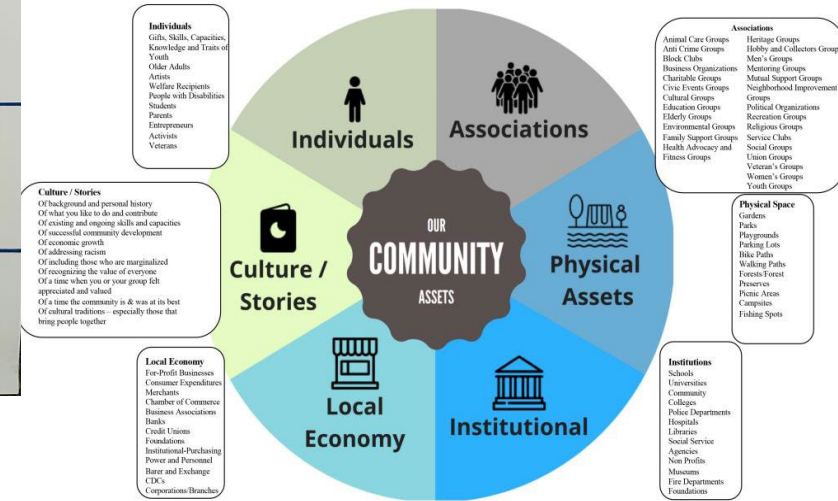 Individuals
Gifts, Skills, Capacities,
Knowledge and Traits of
Youth
Older Adults
Artists
Welfare Recipients
People with Disabilities
Students
Parents
Entrepreneurs
Activists
Veterans
Associations
Animal Care Groups
Anti Crime Groups
Block Clubs
Business Organizations
Charitable Groups
Civic Events Groups
Cultural Groups
Education Groups
Elderly Groups
Environmental Groups
Family Support Groups
Health Advocacy and
Fitness Groups
Heritage Groups
Hobby and Collectors Group
Men's Groups
Mentoring Groups
Mutual Support Groups
Neighborhood Improvement
Groups
Political Organizations
Recreation Groups
Religious Groups
Service Clubs
Social Groups
Union Groups
Veteran's Groups
Women's Groups
Youth Groups
Individuals
Associations
Culture / Stories
Of background and personal history
Of what you like to do and contribute
Of existing and ongoing skills and capacities
Of successful community development
Of economic growth
Of addressing racism
Of including those who are marginalized
Of recognizing the value of everyone
Of a time when you or your group felt
appreciated and valued
Of a time the community is & was at its best
Of cultural traditions – especially those that
bring people together
Culture /
Stories
OUR
COMMUNITY
ASSETS
Physical
Assets
Physical Space
Gardens
Parks
Playgrounds
Parking Lots
Bike Paths
Walking Paths
Forests/Forest
Preserves
Picnic Areas
Campsites
Fishing Spots
Local Economy
For-Profit Businesses
Consumer Expenditures
Merchants
Chamber of Commerce
Business Associations
Banks
Credit Unions
Foundations
Institutional-Purchasing
Power and Personnel
Barer and Exchange
CDCs
Corporations/Branches
Local
Economy
Institutional
Institutions
Schools
Universities
Community
Colleges
Police Departments
Hospitals
Libraries
Social Service
Agencies
Non Profits
Museums
Fire Departments
Foundations